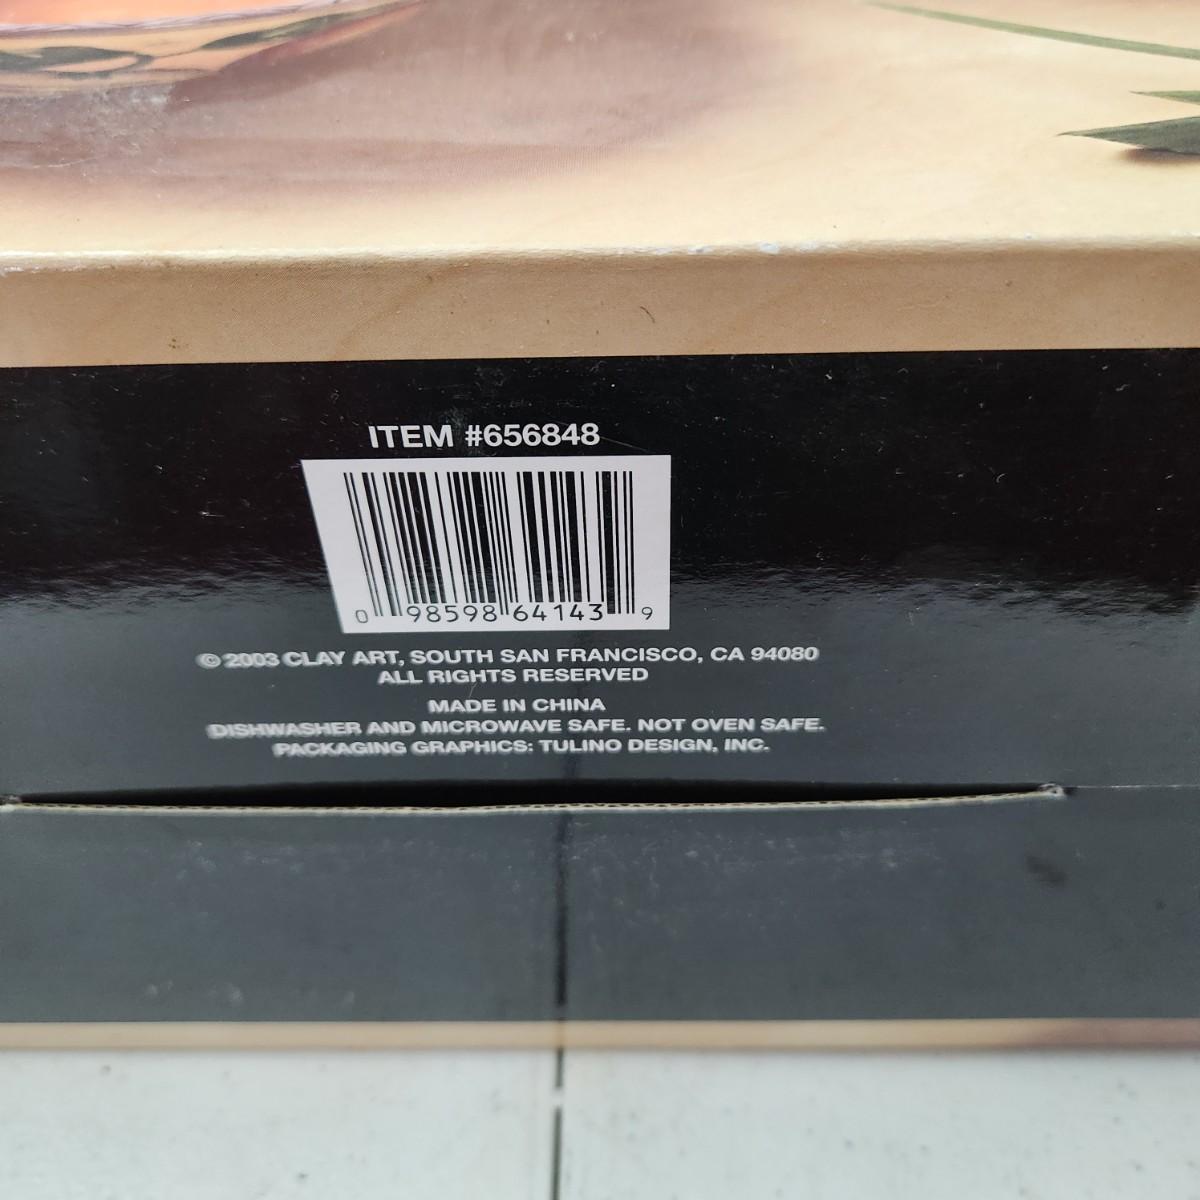 ITEM #656848
0 98598 64143 9
© 2003 CLAY ART, SOUTH SAN FRANCISCO, CA 94080
ALL RIGHTS RESERVED
MADE IN CHINA
DISHWASHER AND MICROWAVE SAFE. NOT OVEN SAFE.
PACKAGING GRAPHICS: TULINO DESIGN, INC.